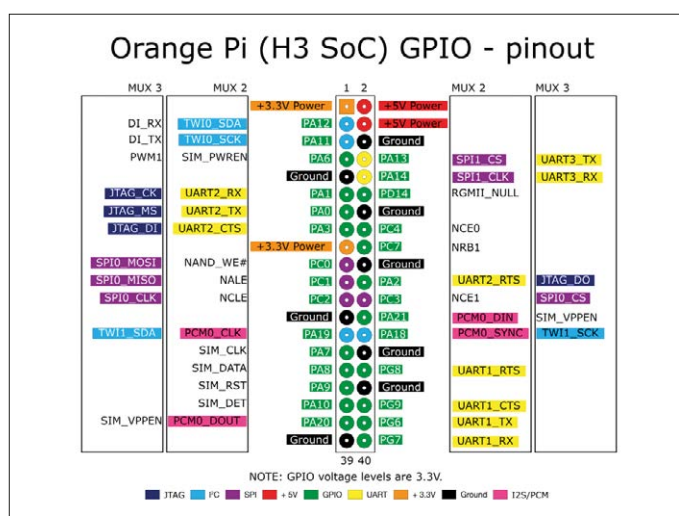 Orange Pi (H3 SoC) GPIO - pinout
MUX 3 MUX 2 1 2 MUX 2 MUX 3
+3.3V Power +5V Power
DI_RX TWI0_SDA PA12 +5V Power
DI_TX TWI0_SCK PA11 Ground
PWM1 SIM_PWREN PA6 PA13 SPI1_CS UART3_TX
Ground PA14 SPI1_CLK UART3_RX
JTAG_CK UART2_RX PA1 PD14 RGMII_NULL
JTAG_MS UART2_TX PA0 Ground
JTAG_DI UART2_CTS PA3 PC4 NCE0
+3.3V Power PC7 NRB1
SPI0_MOSI NAND_WE# PC0 Ground
SPI0_MISO NALE PC1 PA2 UART2_RTS JTAG_DO
SPI0_CLK NCLE PC2 PC3 NCE1 SPI0_CS
Ground PA21 PCM0_DIN SIM_VPPEN
TWI1_SDA PCM0_CLK PA19 PA18 PCM0_SYNC TWI1_SCK
SIM_CLK PA7 Ground
SIM_DATA PA8 PG8 UART1_RTS
SIM_RST PA9 Ground
SIM_DET PA10 PG9 UART1_CTS
SIM_VPPEN PCM0_DOUT PA20 PG6 UART1_TX
Ground PG7 UART1_RX
39 40
NOTE: GPIO voltage levels are 3.3V.
JTAG I²C SPI + 5V GPIO UART + 3.3V Ground I2S/PCM